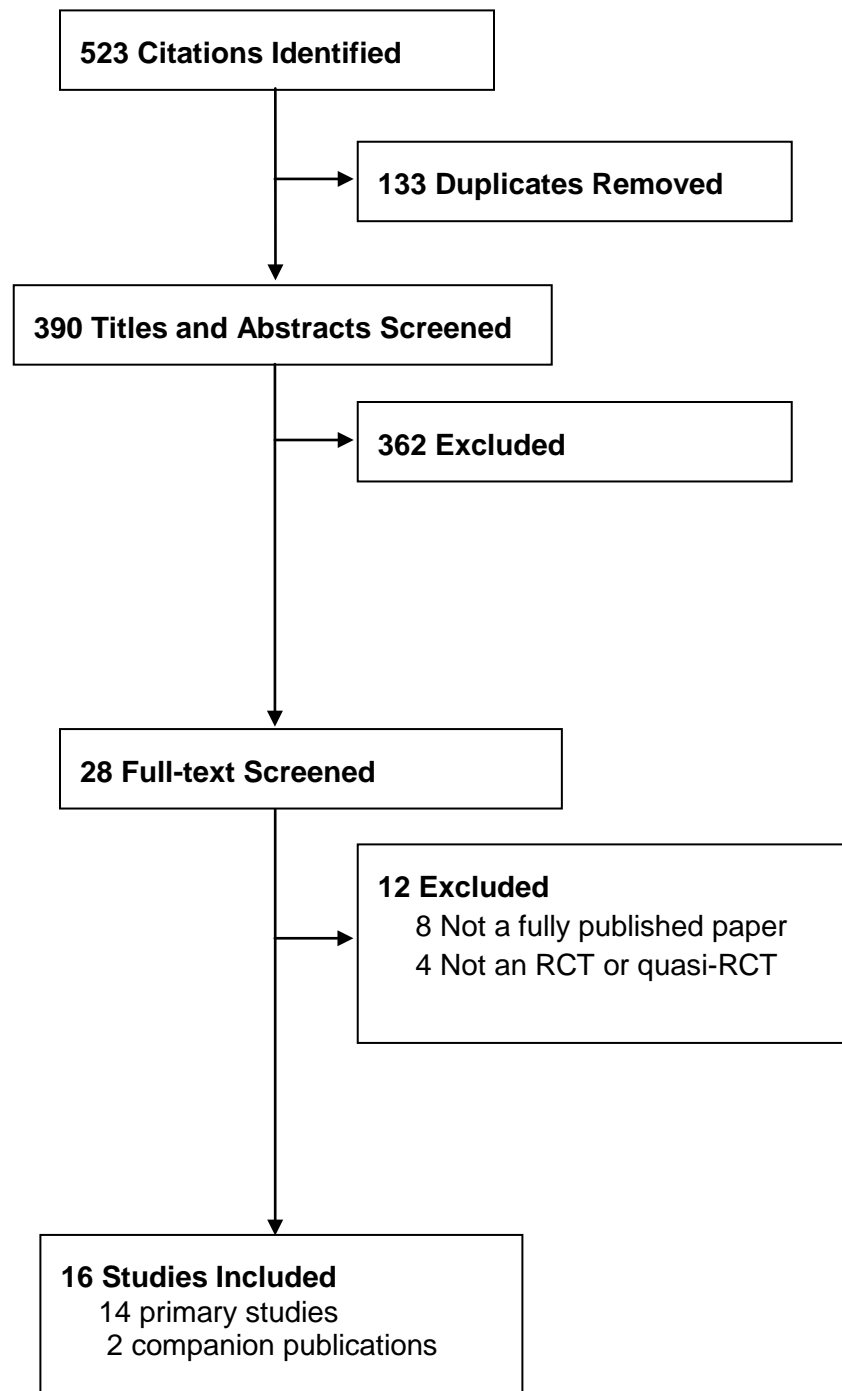 523 Citations Identified
133 Duplicates Removed
390 Titles and Abstracts Screened
362 Excluded
28 Full-text Screened
12 Excluded
8 Not a fully published paper
4 Not an RCT or quasi-RCT
16 Studies Included
14 primary studies
2 companion publications